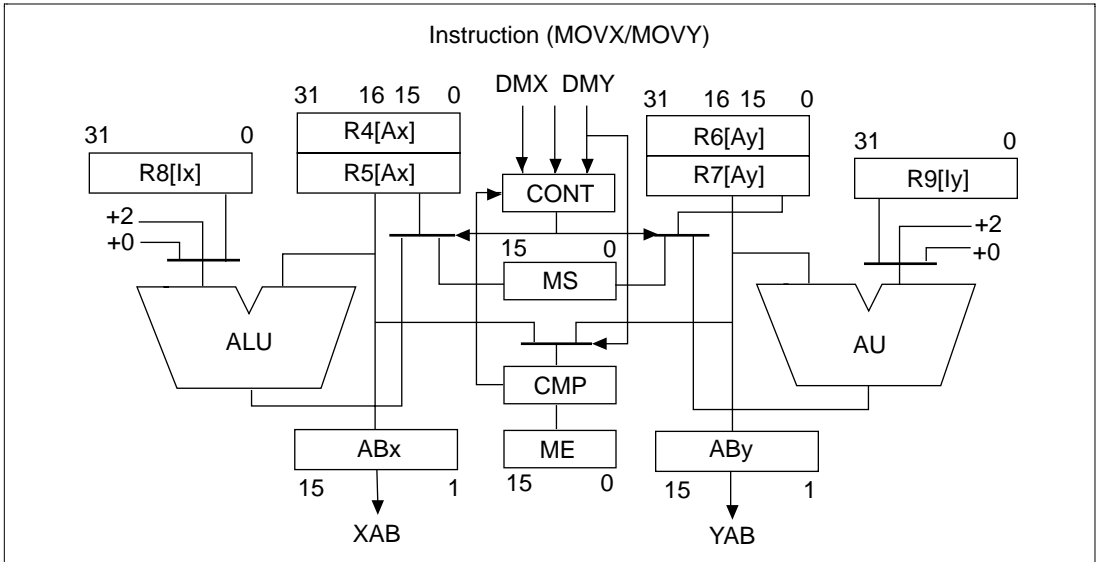 Instruction (MOVX/MOVY)
DMX DMY
31 16 15 0
31 16 15 0
R4[Ax]
R6[Ay]
31 0
31 0
R8[Ix]
R5[Ax]
CONT
R7[Ay]
R9[Iy]
+2
+0
+2
+0
15 0
MS
ALU
AU
CMP
ABx
ME
ABy
15 1
15 0
15 1
XAB
YAB